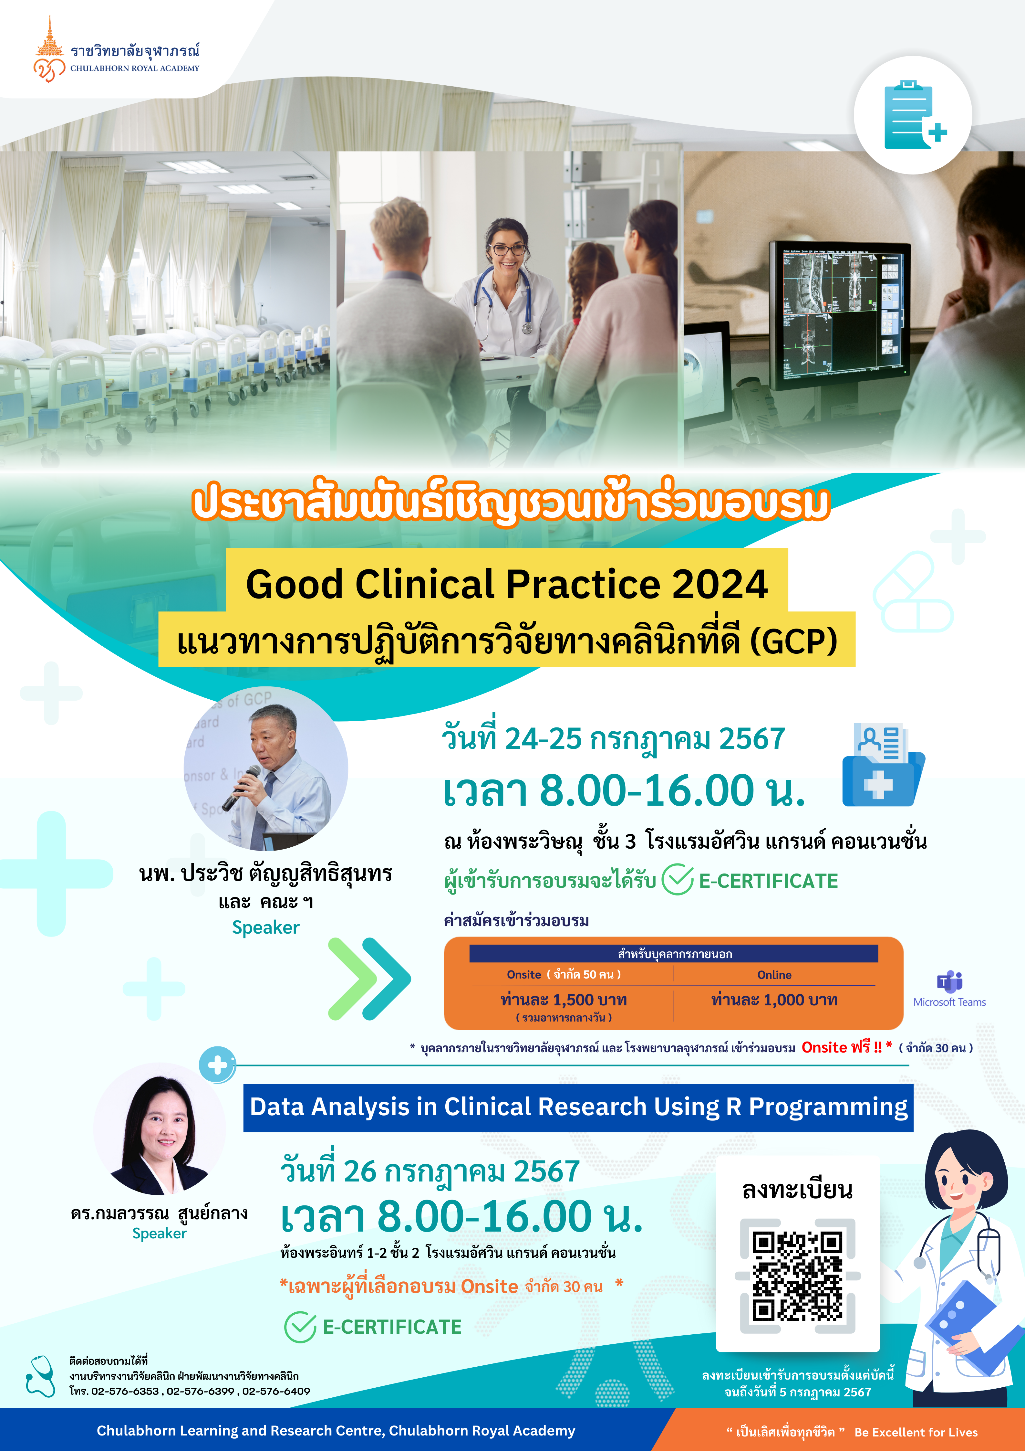 ราชวิทยาลัยจุฬาภรณ์
CHULABHORN ROYAL ACADEMY
ประชาสัมพันธ์เชิญชวนเข้าร่วมอบรม
Good Clinical Practice 2024
แนวทางการปฏิบัติการวิจัยทางคลินิกที่ดี (GCP)
es of GCP
วันที่ 24-25 กรกฎาคม 2567
เวลา 8.00-16.00 น.
ณ ห้องพระวิษณุ ชั้น 3 โรงแรมอัศวิน แกรนด์ คอนเวนชั่น
ผู้เข้ารับการอบรมจะได้รับ E-CERTIFICATE
นพ. ประวิช ตัญญสิทธิสุนทร
และ คณะ ฯ
Speaker
ค่าสมัครเข้าร่วมอบรม
สำหรับบุคลากรภายนอก
Onsite ( จำกัด 50 คน ) Online
ท่านละ 1,500 บาท ท่านละ 1,000 บาท
( รวมอาหารกลางวัน )
Microsoft Teams
* บุคลากรภายในราชวิทยาลัยจุฬาภรณ์ และ โรงพยาบาลจุฬาภรณ์ เข้าร่วมอบรม Onsite ฟรี !! * ( จำกัด 30 คน )
Data Analysis in Clinical Research Using R Programming
วันที่ 26 กรกฎาคม 2567
เวลา 8.00-16.00 น.
ห้องพระอินทร์ 1-2 ชั้น 2 โรงแรมอัศวิน แกรนด์ คอนเวนชั่น
*เฉพาะผู้ที่เลือกอบรม Onsite จำกัด 30 คน *
E-CERTIFICATE
ดร.กมลวรรณ สูนย์กลาง
Speaker
ลงทะเบียน
ลงทะเบียนเข้ารับการอบรมตั้งแต่บัดนี้
จนถึงวันที่ 5 กรกฎาคม 2567
ติดต่อสอบถามได้ที่
งานบริหารงานวิจัยคลินิก ฝ่ายพัฒนางานวิจัยทางคลินิก
โทร. 02-576-6353 , 02-576-6399 , 02-576-6409
Chulabhorn Learning and Research Centre, Chulabhorn Royal Academy
“ เป็นเลิศเพื่อทุกชีวิต ” Be Excellent for Lives